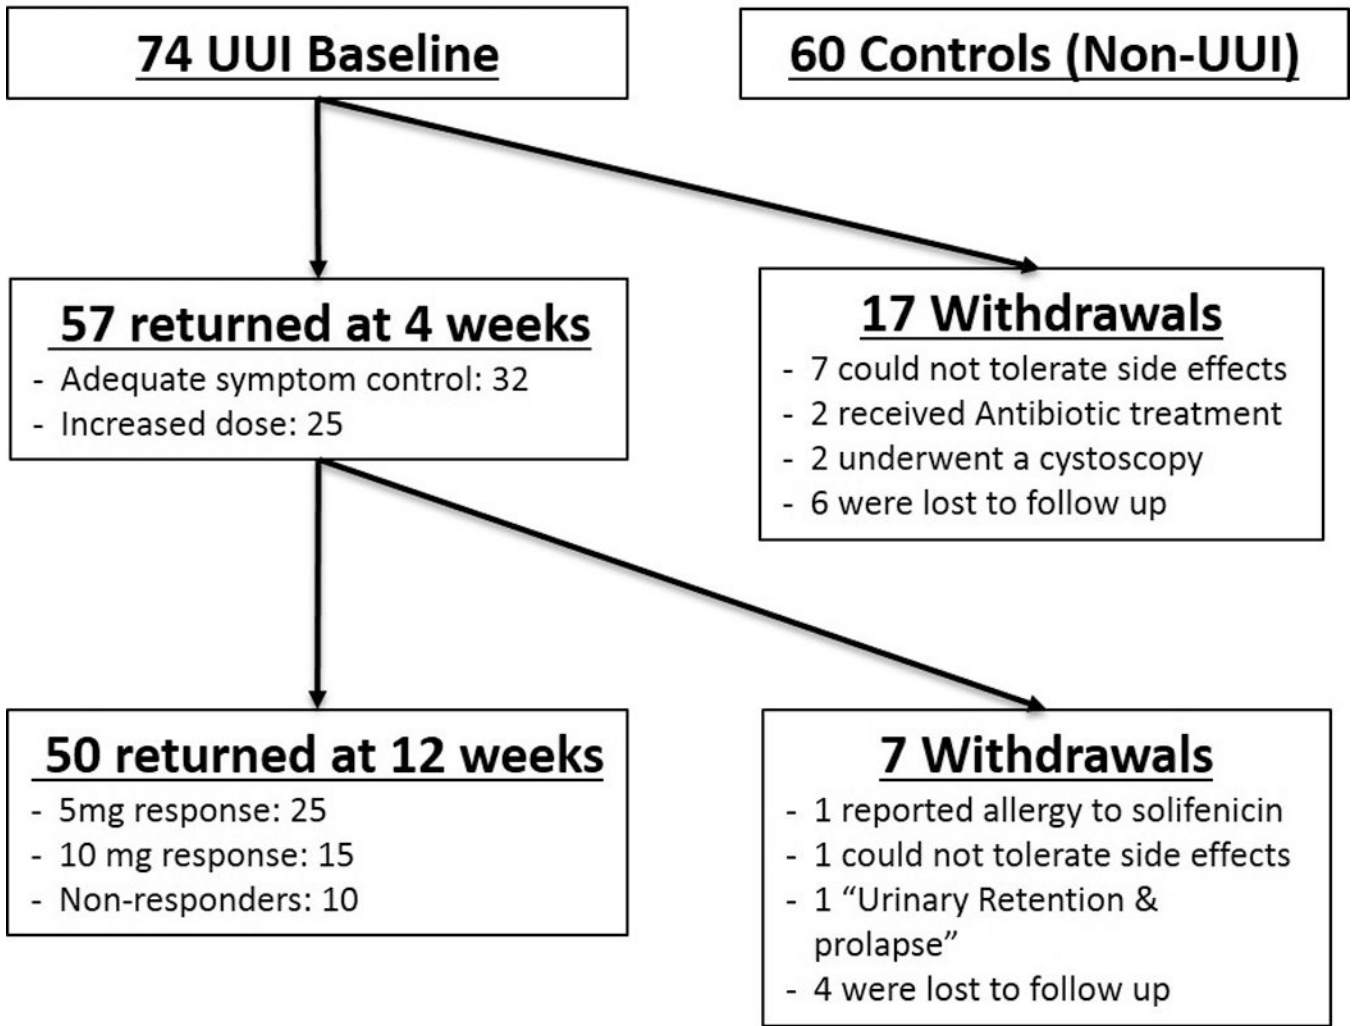 74 UUI Baseline
60 Controls (Non-UUI)
57 returned at 4 weeks
- Adequate symptom control: 32
- Increased dose: 25
17 Withdrawals
- 7 could not tolerate side effects
- 2 received Antibiotic treatment
- 2 underwent a cystoscopy
- 6 were lost to follow up
50 returned at 12 weeks
- 5mg response: 25
- 10 mg response: 15
- Non-responders: 10
7 Withdrawals
- 1 reported allergy to solifenicin
- 1 could not tolerate side effects
- 1 “Urinary Retention &
prolapse”
- 4 were lost to follow up